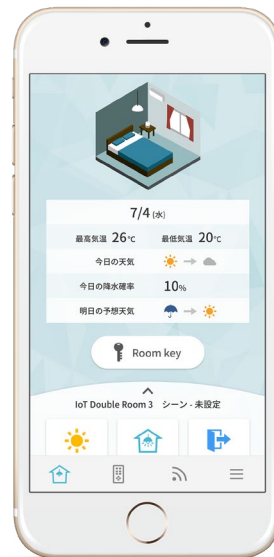 7/4 (水)
最高気温 26℃ 最低気温 20℃
今日の天気
今日の降水確率 10%
明日の予想天気
Room key
IoT Double Room 3 シーン - 未設定